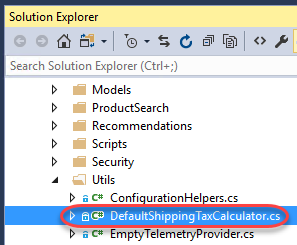 Solution Explorer
Search Solution Explorer (Ctrl+;)
Models
ProductSearch
Recommendations
Scripts
Security
Utils
C# ConfigurationHelpers.cs
C# DefaultShippingTaxCalculator.cs
C# EmptyTelemetryProvider.cs